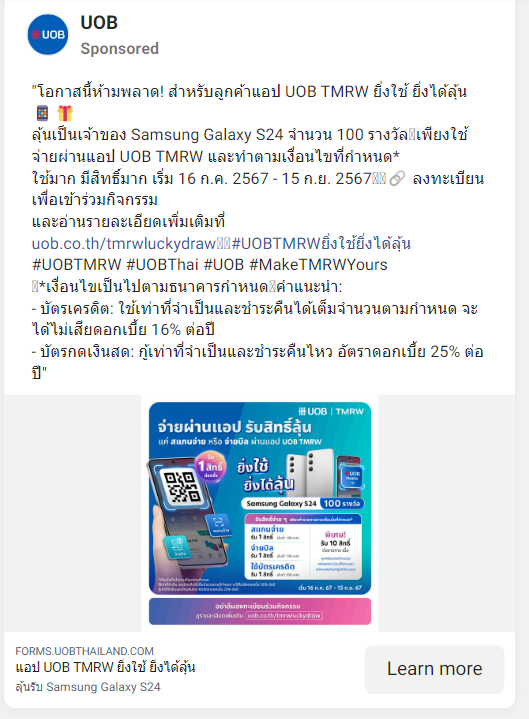 UOB
Sponsored
"โอกาสนี้ห้ามพลาด! สำหรับลูกค้าแอป UOB TMRW ยิ่งใช้ ยิ่งได้ลุ้น
📱 🎁
ลุ้นเป็นเจ้าของ Samsung Galaxy S24 จำนวน 100 รางวัล เพียงใช้
จ่ายผ่านแอป UOB TMRW และทำตามเงื่อนไขที่กำหนด*
ใช้มาก มีสิทธิ์มาก เริ่ม 16 ก.ค. 2567 - 15 ก.ย. 2567 🔗 ลงทะเบียน
เพื่อเข้าร่วมกิจกรรม
และอ่านรายละเอียดเพิ่มเติมที่
uob.co.th/tmrwluckydraw #UOBTMRWยิ่งใช้ยิ่งได้ลุ้น
#UOBTMRW #UOBThai #UOB #MakeTMRWYours
*เงื่อนไขเป็นไปตามธนาคารกำหนด คำแนะนำ:
- บัตรเครดิต: ใช้เท่าที่จำเป็นและชำระคืนได้เต็มจำนวนตามกำหนด จะ
ได้ไม่เสียดอกเบี้ย 16% ต่อปี
- บัตรกดเงินสด: กู้เท่าที่จำเป็นและชำระคืนไหว อัตราดอกเบี้ย 25% ต่อ
ปี"
UOB | TMRW
จ่ายผ่านแอป รับสิทธิ์ลุ้น
แค่ สแกนจ่าย หรือ จ่ายบิล ผ่านแอป UOB TMRW
รับ 1 สิทธิ์
ยิ่งใช้
ยิ่งได้ลุ้น
Samsung Galaxy S24 100 รางวัล
รับสิทธิ์ง่าย ๆ
สแกนจ่าย
รับ 1 สิทธิ์
จ่ายบิล
รับ 1 สิทธิ์
ใช้บัตรเครดิต
รับ 1 สิทธิ์
พิเศษ!
รับ 10 สิทธิ์
เริ่ม 16 ก.ค. 67 - 15 ก.ย. 67
อย่าลืมลงทะเบียนร่วมกิจกรรม
ดูรายละเอียดเพิ่มเติม uob.co.th/tmrwluckydraw
FORMS.UOBTHAILAND.COM
แอป UOB TMRW ยิ่งใช้ ยิ่งได้ลุ้น
ลุ้นรับ Samsung Galaxy S24
Learn more